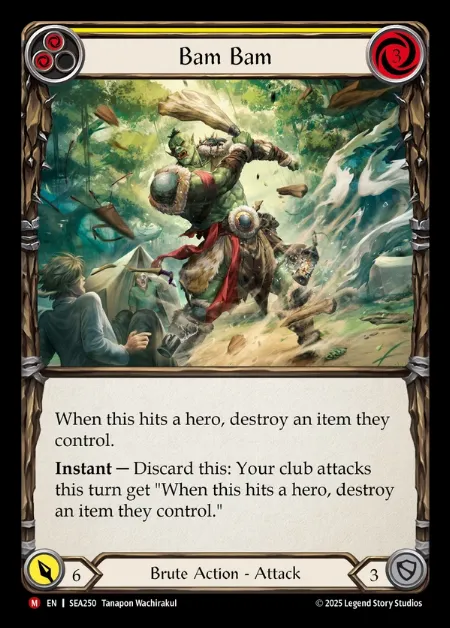 Bam Bam
3
When this hits a hero, destroy an item they
control.
Instant — Discard this: Your club attacks
this turn get "When this hits a hero, destroy
an item they control."
6
Brute Action - Attack
3
M EN | SEA250 Tanapon Wachirakul
© 2025 Legend Story Studios